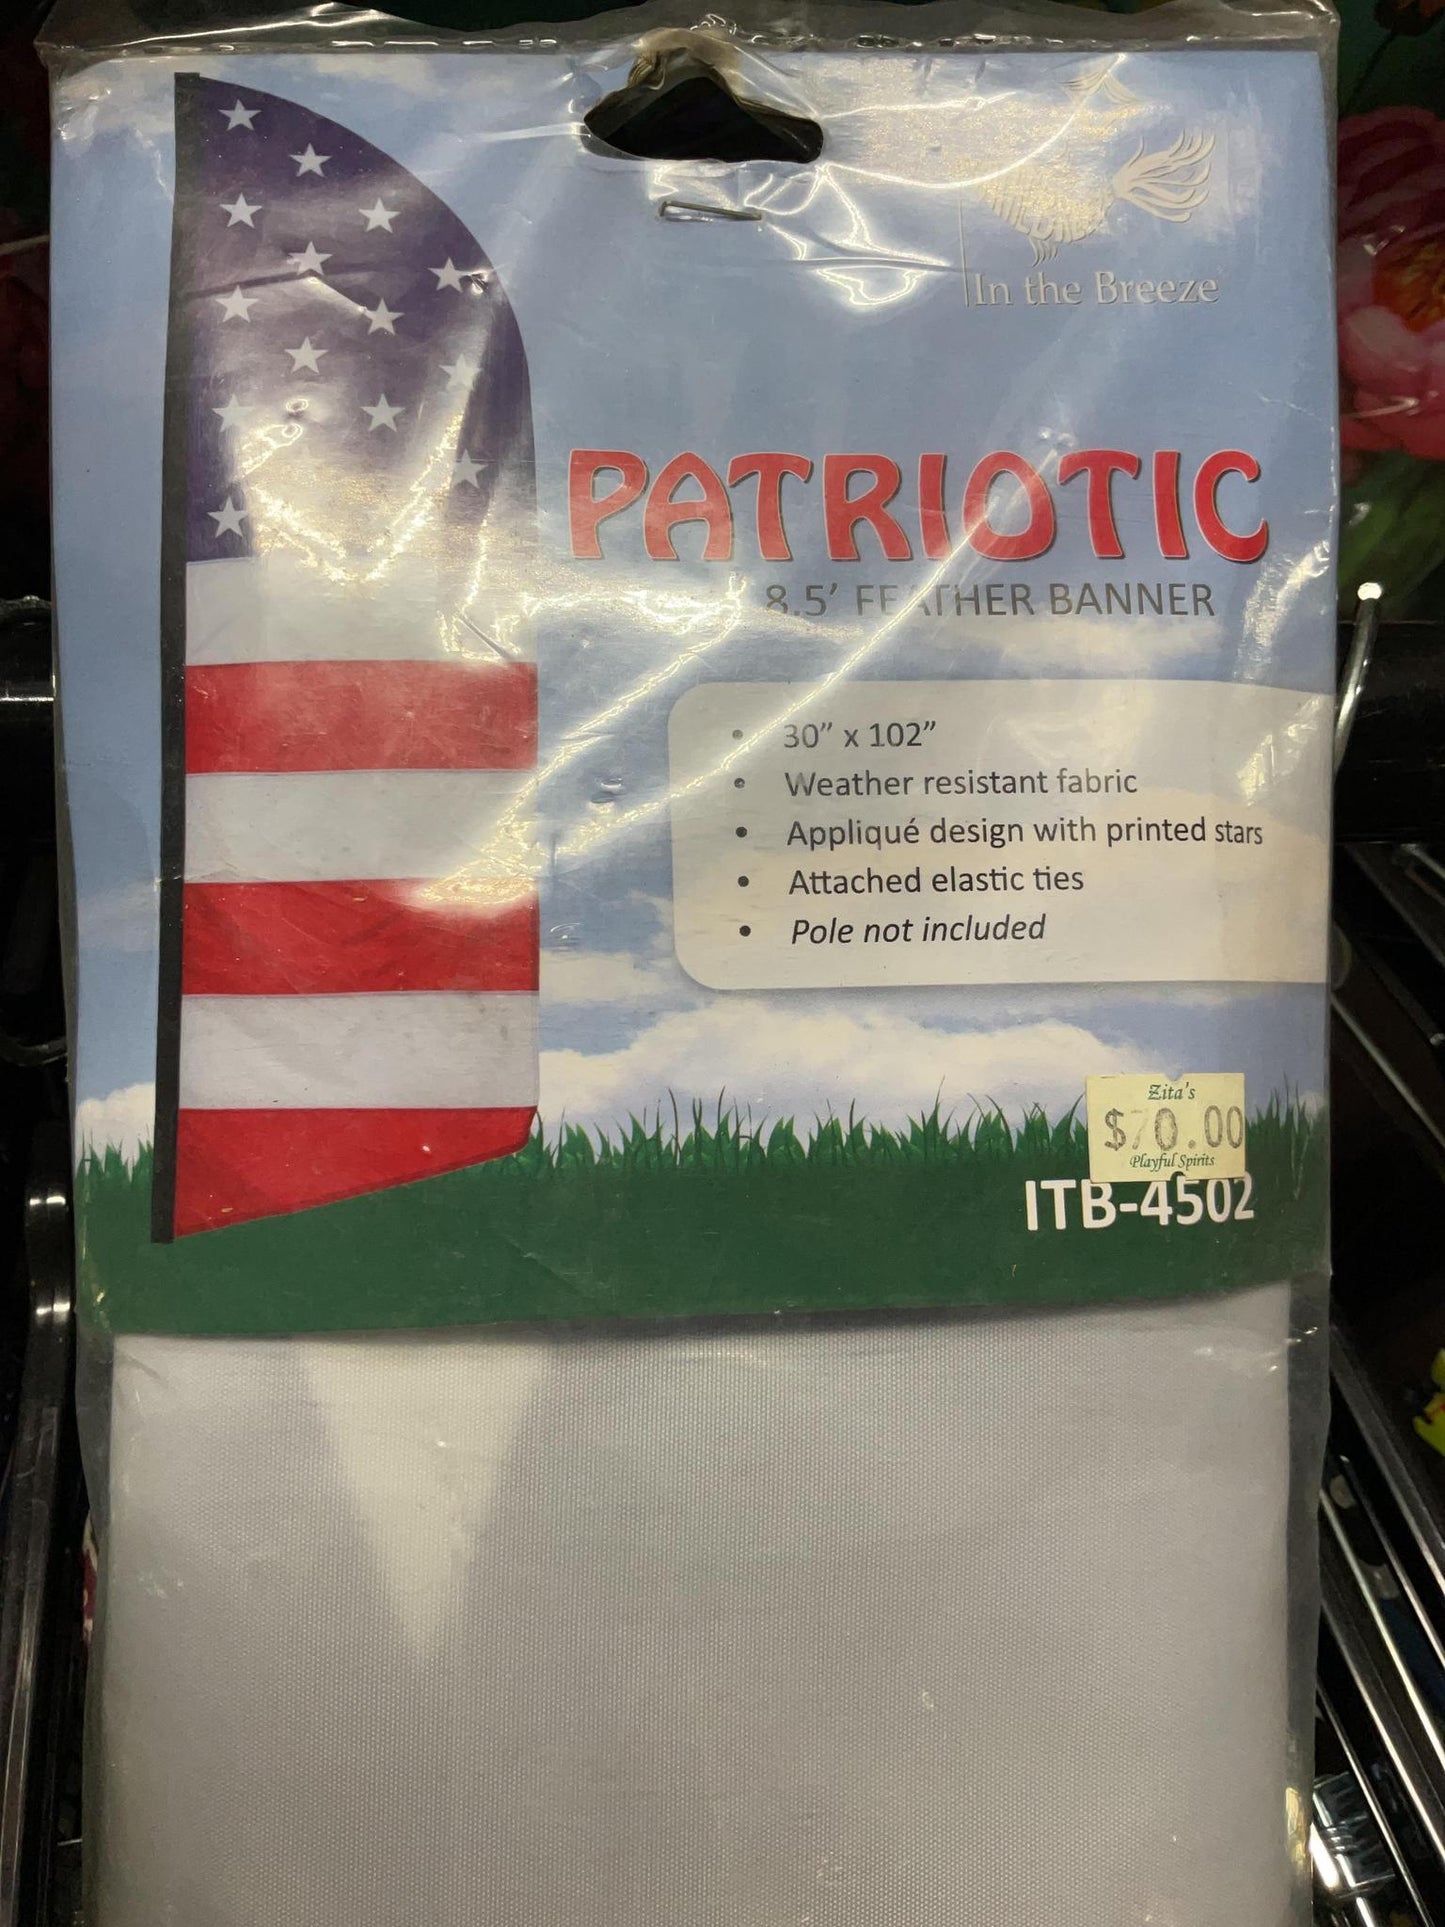 In the Breeze
PATRIOTIC
8.5’ FEATHER BANNER
• 30” x 102”
• Weather resistant fabric
• Appliqué design with printed stars
• Attached elastic ties
• Pole not included
Zita's
$70.00
Playful Spirits
ITB-4502